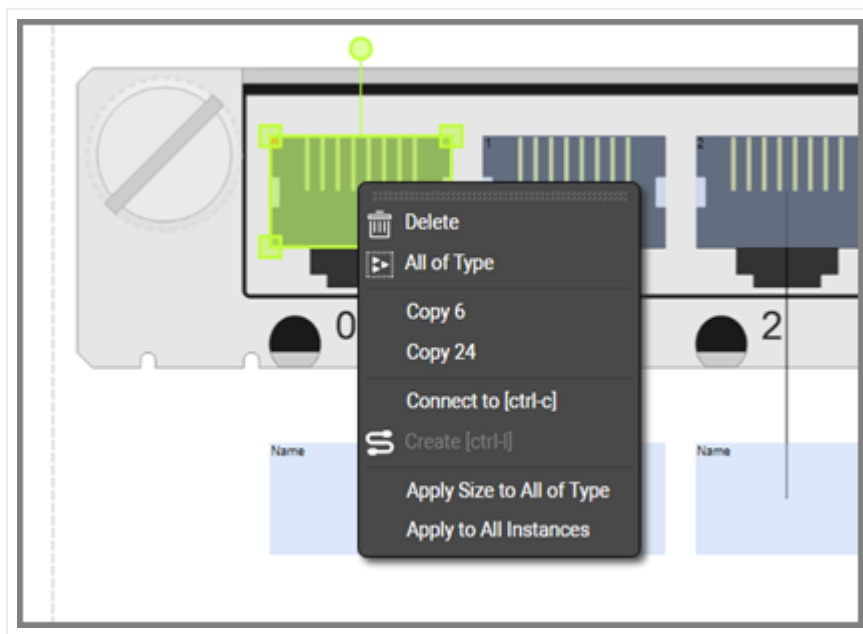 1
2
Delete
All of Type
Copy 6
0
2
Copy 24
Connect to [ctrl-c]
Create [ctrl-l]
Name
Name
Apply Size to All of Type
Apply to All Instances